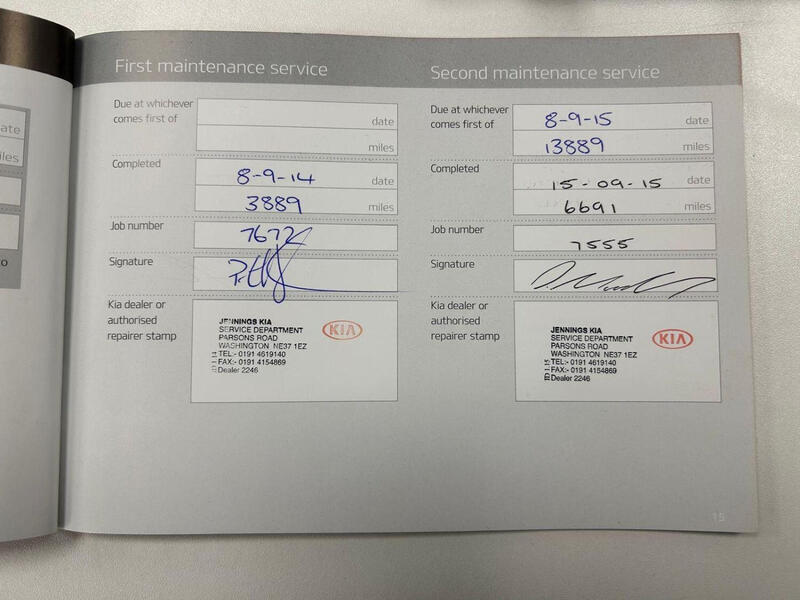 First maintenance service
Due at whichever
comes first of
date
miles
Completed
8-9-14 date
3889 miles
Job number
7672
Signature
Kia dealer or
authorised
repairer stamp
JENNINGS KIA
SERVICE DEPARTMENT
PARSONS ROAD
WASHINGTON NE37 1EZ
TEL:- 0191 4619140
FAX:- 0191 4154869
Dealer 2246
KIA
Second maintenance service
Due at whichever
comes first of
8-9-15 date
13889 miles
Completed
15-09-15 date
6691 miles
Job number
7555
Signature
Kia dealer or
authorised
repairer stamp
JENNINGS KIA
SERVICE DEPARTMENT
PARSONS ROAD
WASHINGTON NE37 1EZ
TEL:- 0191 4619140
FAX:- 0191 4154869
Dealer 2246
KIA
15